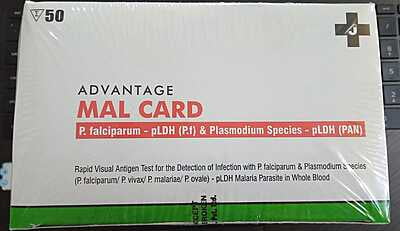 50
ADVANTAGE
MAL CARD
P. falciparum - pLDH (P.f) & Plasmodium Species - pLDH (PAN)
Rapid Visual Antigen Test for the Detection of Infection with P. falciparum & Plasmodium Species
(P. falciparum/ P. vivax/ P. malariae/ P. ovale) - pLDH Malaria Parasite in Whole Blood